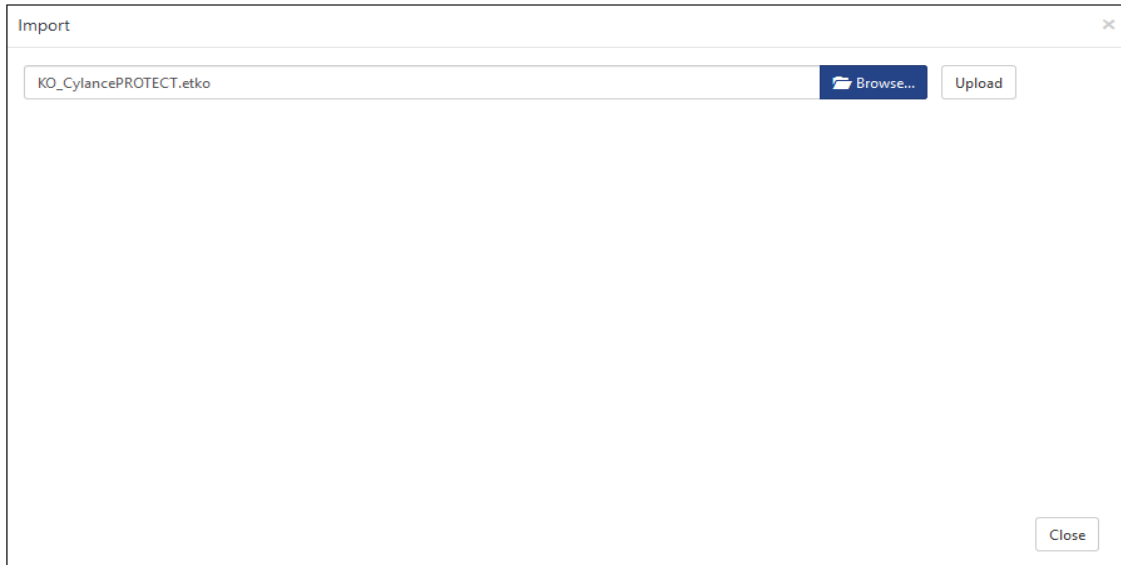 Import
×
KO_CylancePROTECT.etko
Browse...
Upload
Close